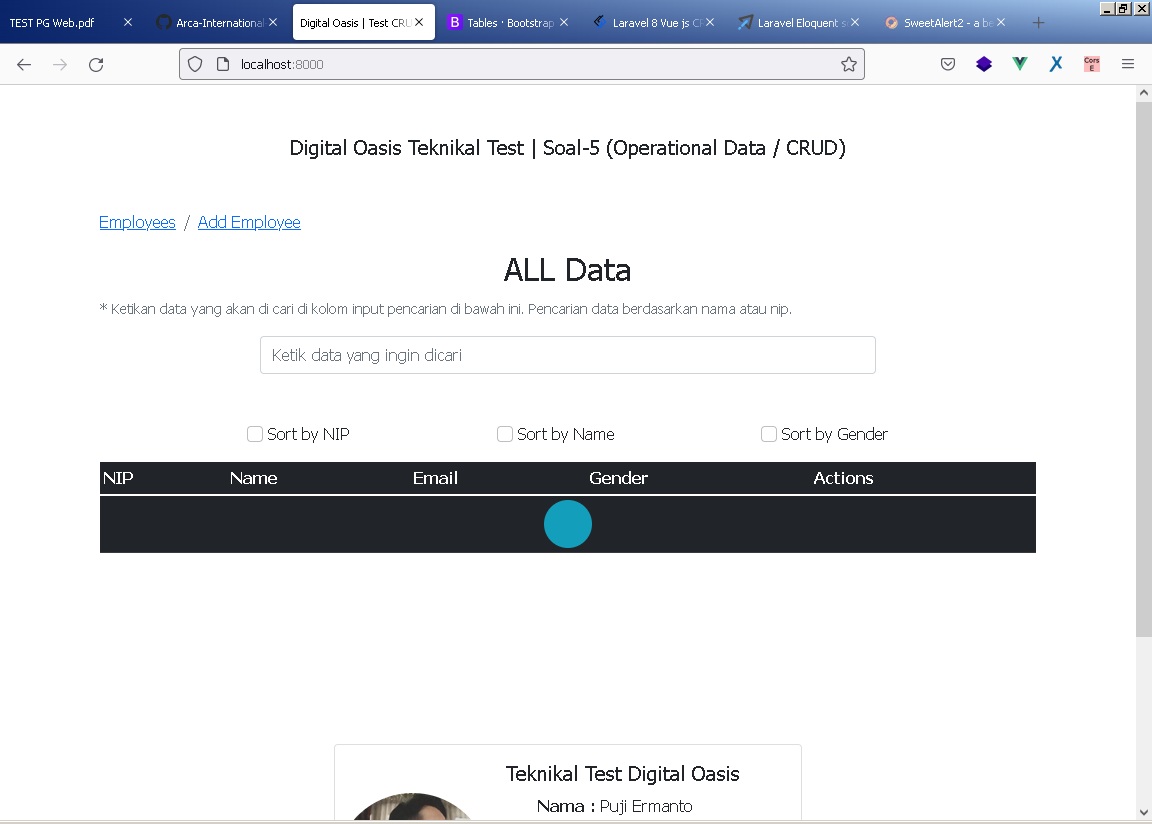 TEST PG Web.pdf
Arca-International
Digital Oasis | Test CRU
B Tables · Bootstrap
Laravel 8 Vue js C
Laravel Eloquent s
SweetAlert2 - a be
localhost:8000
Cors
E
Digital Oasis Teknikal Test | Soal-5 (Operational Data / CRUD)
Employees / Add Employee
ALL Data
* Ketikan data yang akan di cari di kolom input pencarian di bawah ini. Pencarian data berdasarkan nama atau nip.
Ketik data yang ingin dicari
Sort by NIP Sort by Name Sort by Gender
NIP Name Email Gender Actions
Teknikal Test Digital Oasis
Nama : Puji Ermanto